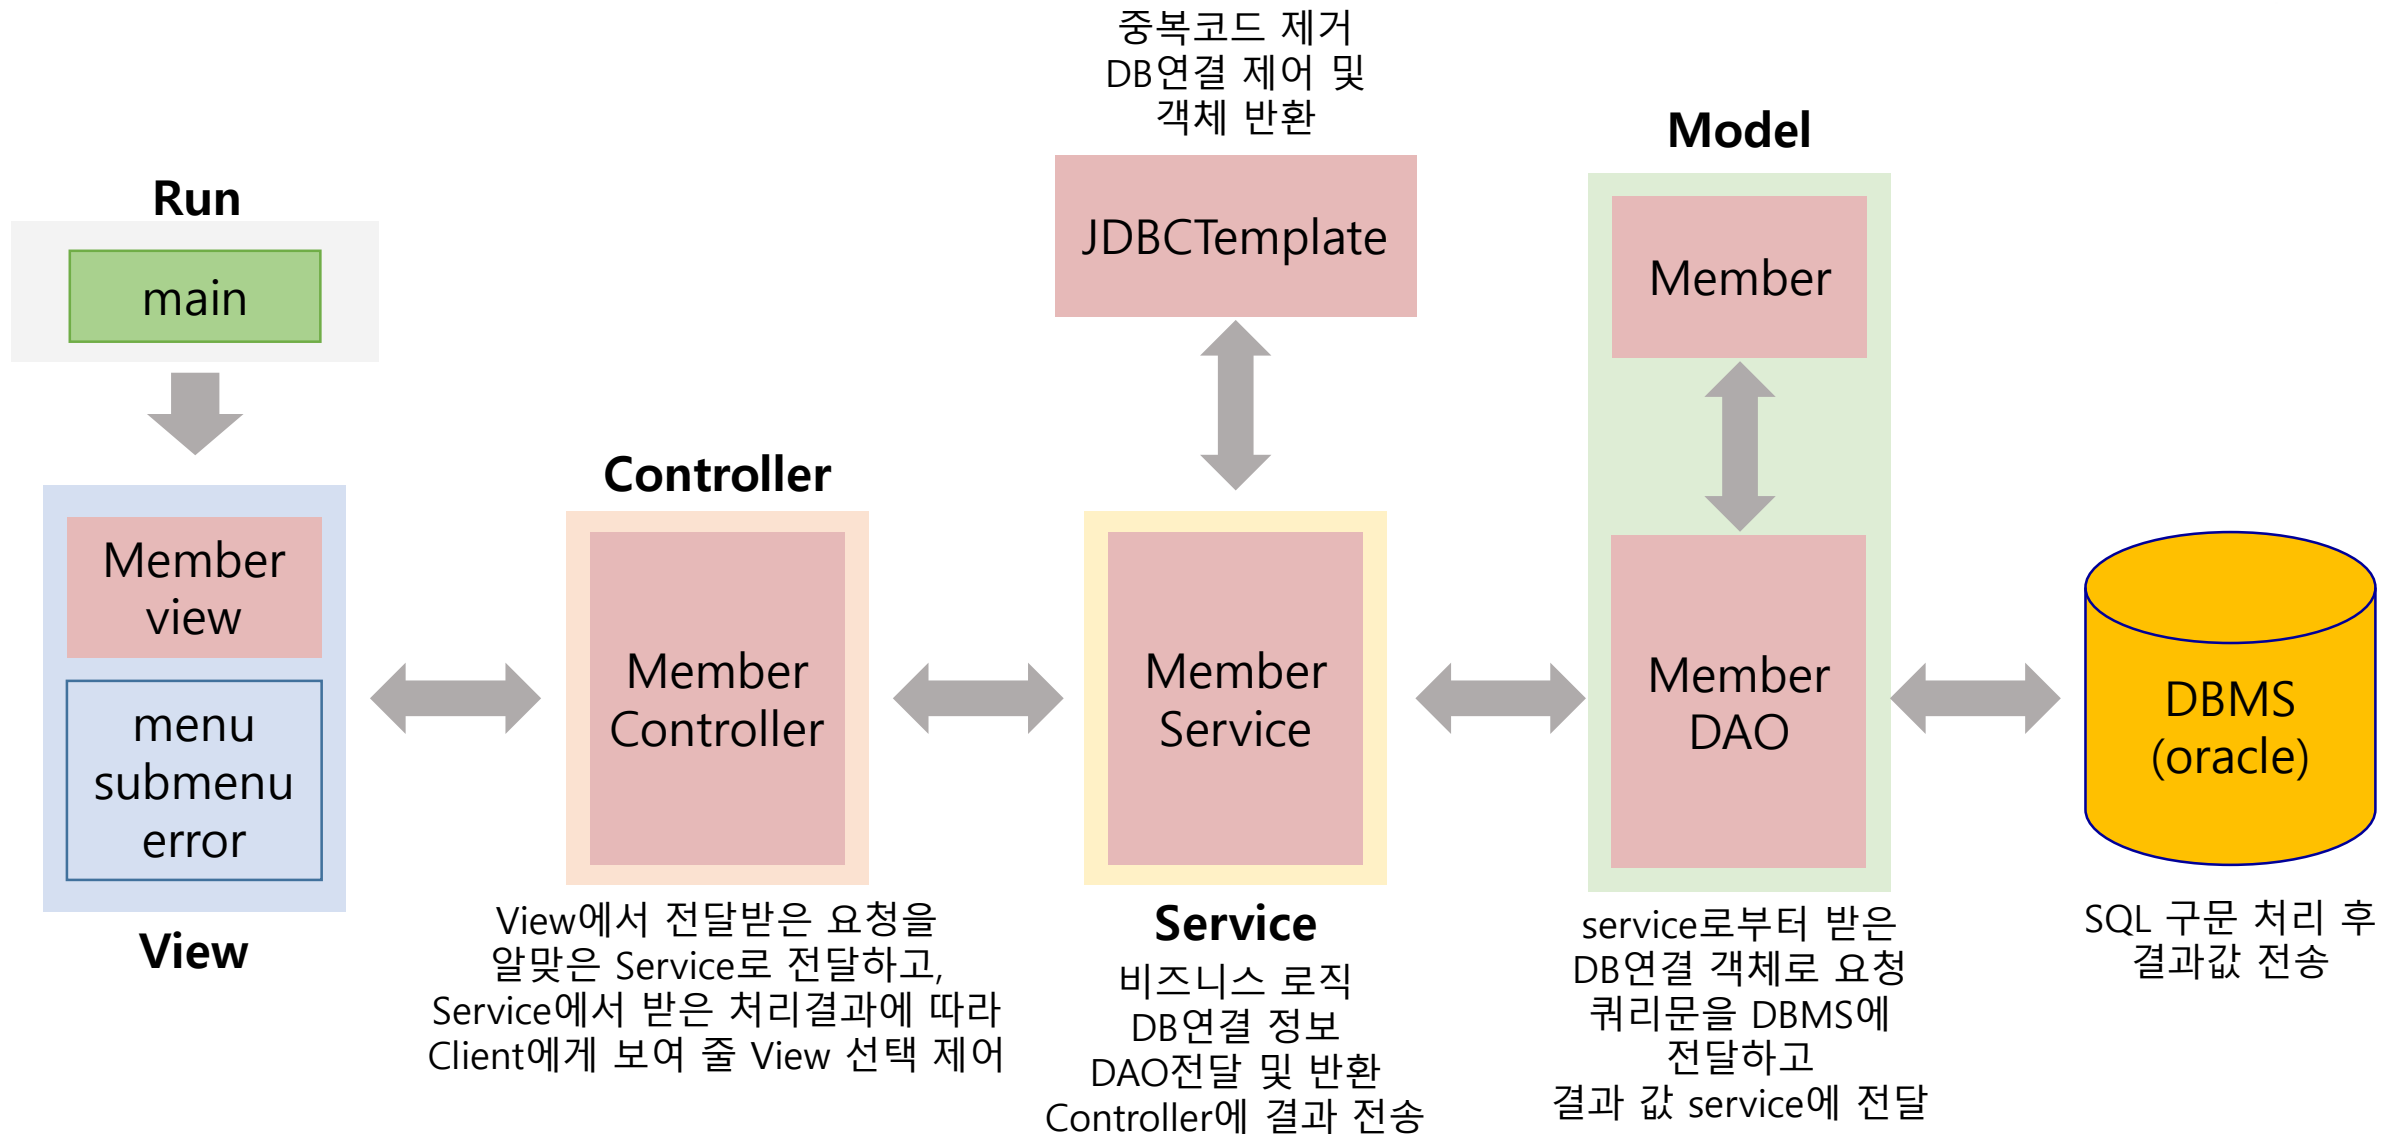 Run
main
Member
view
menu
submenu
error
View
Controller
Member
Controller
View에서 전달받은 요청을
알맞은 Service로 전달하고,
Service에서 받은 처리결과에 따라
Client에게 보여 줄 View 선택 제어
중복코드 제거
DB연결 제어 및
객체 반환
JDBCTemplate
Member
Service
Service
비즈니스 로직
DB연결 정보
DAO전달 및 반환
Controller에 결과 전송
Model
Member
Member
DAO
service로부터 받은
DB연결 객체로 요청
쿼리문을 DBMS에
전달하고
결과 값 service에 전달
DBMS
(oracle)
SQL 구문 처리 후
결과값 전송